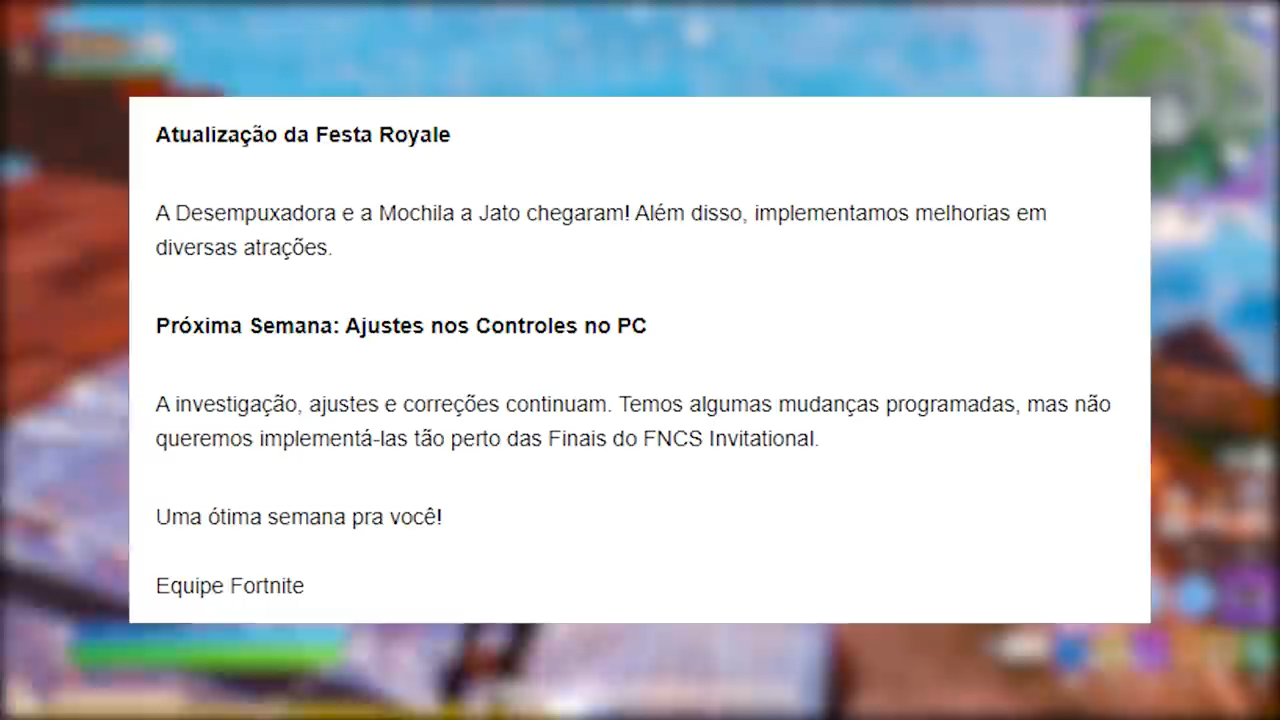 Atualização da Festa Royale
A Desempuxadora e a Mochila a Jato chegaram! Além disso, implementamos melhorias em
diversas atrações.
Próxima Semana: Ajustes nos Controles no PC
A investigação, ajustes e correções continuam. Temos algumas mudanças programadas, mas não
queremos implementá-las tão perto das Finais do FNCS Invitational.
Uma ótima semana pra você!
Equipe Fortnite